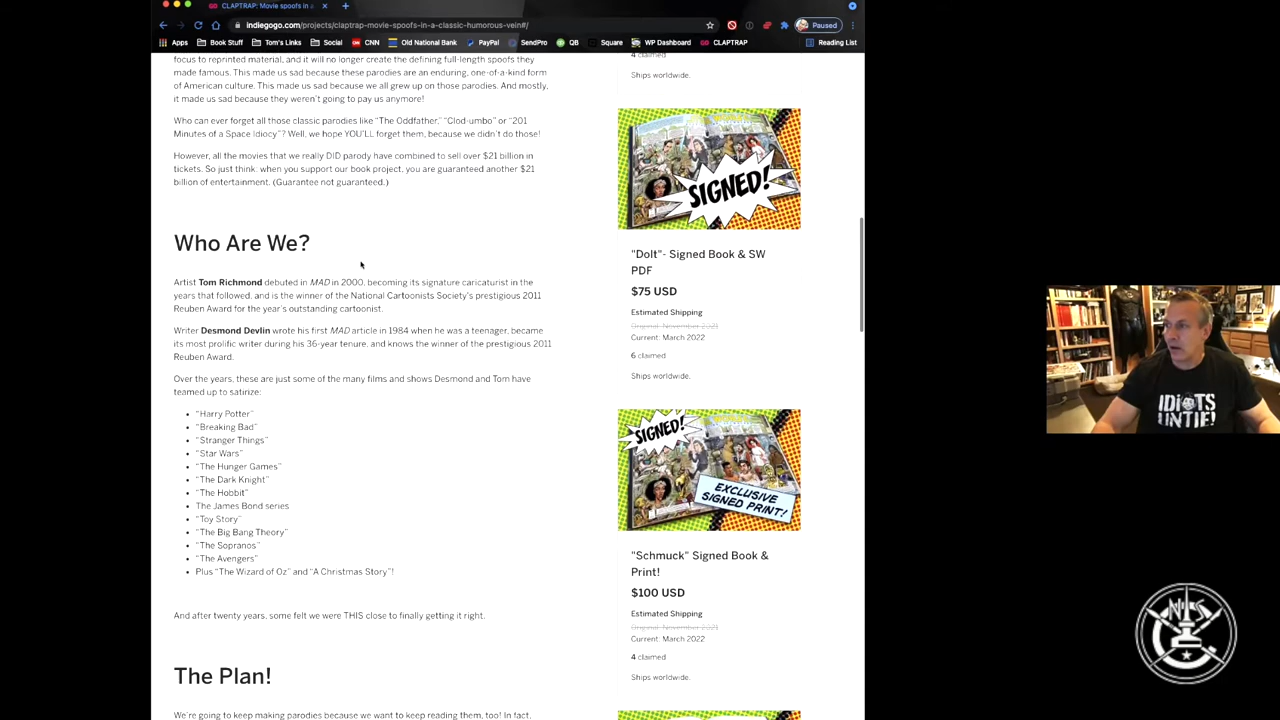 CLAPTRAP: Movie spoofs in a
indiegogo.com/projects/claptrap-movie-spoofs-in-a-classic-humorous-vein#/
Paused
Apps
Book Stuff
Tom's Links
Social
CNN
Old National Bank
PayPal
SendPro
QB
Square
WP Dashboard
CLAPTRAP
Reading List
focus to reprinted material, and it will no longer create the defining full-length spoofs they
made famous. This made us sad because these parodies are an enduring, one-of-a-kind form
of American culture. This made us sad because we all grew up on those parodies. And mostly,
it made us sad because they weren't going to pay us anymore!
Who can ever forget all those classic parodies like "The Oddfather," "Clod-umbo" or "201
Minutes of a Space Idiocy"? Well, we hope YOU'LL forget them, because we didn't do those!
However, all the movies that we really DID parody have combined to sell over $21 billion in
tickets. So just think: when you support our book project, you are guaranteed another $21
billion of entertainment. (Guarantee not guaranteed.)
Who Are We?
Artist Tom Richmond debuted in MAD in 2000, becoming its signature caricaturist in the
years that followed, and is the winner of the National Cartoonists Society's prestigious 2011
Reuben Award for the year's outstanding cartoonist.
Writer Desmond Devlin wrote his first MAD article in 1984 when he was a teenager, became
its most prolific writer during his 36-year tenure, and knows the winner of the prestigious 2011
Reuben Award.
Over the years, these are just some of the many films and shows Desmond and Tom have
teamed up to satirize:
• "Harry Potter"
• "Breaking Bad"
• "Stranger Things"
• "Star Wars"
• "The Hunger Games"
• "The Dark Knight"
• "The Hobbit"
• The James Bond series
• "Toy Story"
• "The Big Bang Theory"
• "The Sopranos"
• "The Avengers"
• Plus "The Wizard of Oz" and "A Christmas Story"!
And after twenty years, some felt we were THIS close to finally getting it right.
The Plan!
We're going to keep making parodies because we want to keep reading them, too! In fact,
4 claimed
Ships worldwide.
SIGNED!
"Dolt"- Signed Book & SW
PDF
$75 USD
Estimated Shipping
Original: November 2021
Current: March 2022
6 claimed
Ships worldwide.
SIGNED!
EXCLUSIVE
SIGNED PRINT!
"Schmuck" Signed Book &
Print!
$100 USD
Estimated Shipping
Original: November 2021
Current: March 2022
4 claimed
Ships worldwide.
IDIOTS
UNTIE!
NCS